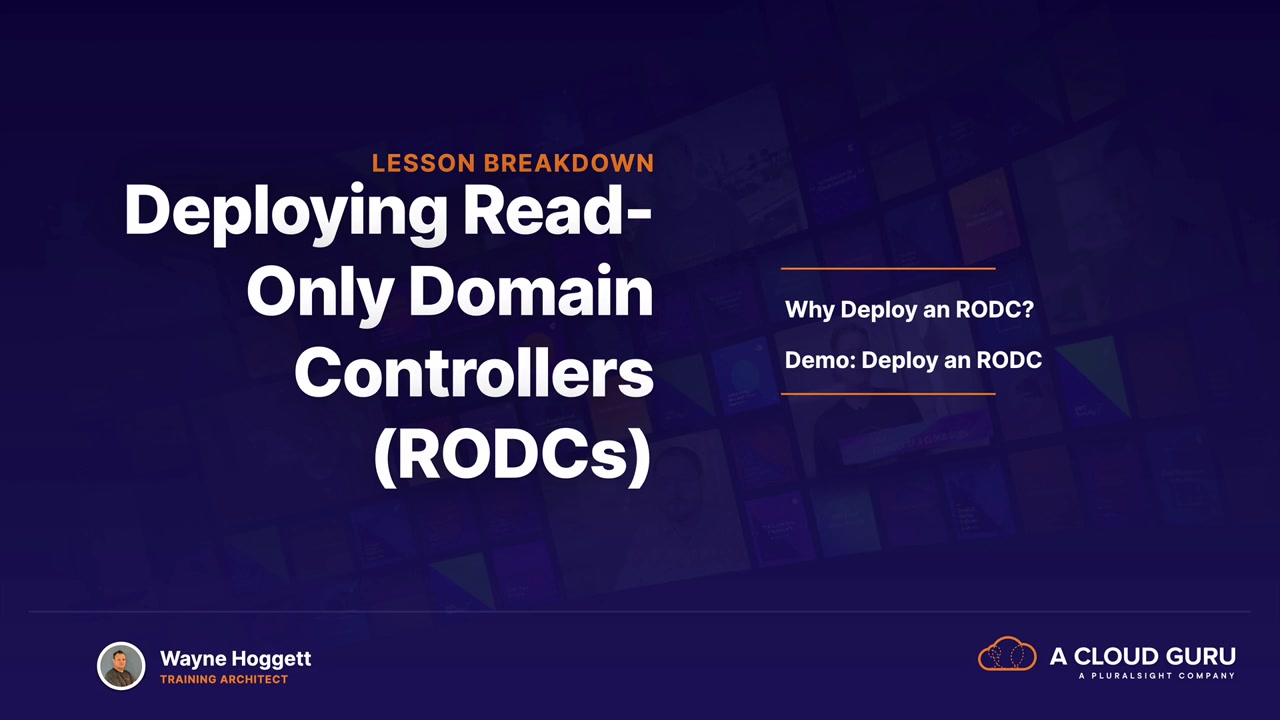 LESSON BREAKDOWN
Deploying Read-
Only Domain
Controllers
(RODCs)
Why Deploy an RODC?
Demo: Deploy an RODC
Wayne Hoggett
TRAINING ARCHITECT
A CLOUD GURU
A PLURALSIGHT COMPANY